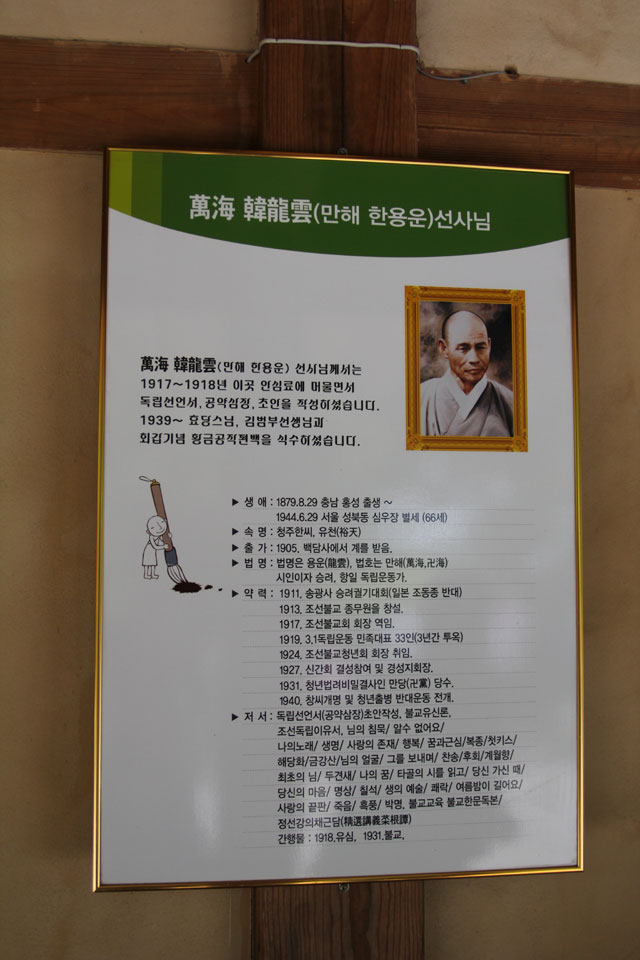 萬海 韓龍雲(만해 한용운)선사님
萬海 韓龍雲(만해 한용운) 선사님께서는
1917~1918년 이곳 안심료에 머물면서
독립선언서, 공약삼장, 초안을 작성하셨습니다.
1939~ 효당스님, 김범부선생님과
회갑기념 황금공작편백을 식수하셨습니다.
▶ 생 애 : 1879.8.29 충남 홍성 출생 ~
1944.6.29 서울 성북동 심우장 별세 (66세)
▶ 속 명 : 청주한씨, 유천(裕天)
▶ 출 가 : 1905, 백담사에서 계를 받음.
▶ 법 명 : 법명은 용운(龍雲), 법호는 만해(萬海,卍海)
시인이자 승려, 항일 독립운동가.
▶ 약 력 : 1911. 송광사 승려궐기대회(일본 조동종 반대)
1913. 조선불교 종무원을 창설.
1917. 조선불교회 회장 역임.
1919. 3.1독립운동 민족대표 33인(3년간 투옥)
1924. 조선불교청년회 회장 취임.
1927. 신간회 결성참여 및 경성지회장.
1931. 청년법려비밀결사인 만당(卍黨) 당수.
1940. 창씨개명 및 청년출병 반대운동 전개.
▶ 저 서 : 독립선언서(공약삼장)초안작성, 불교유신론,
조선독립이유서, 님의 침묵/ 알수 없어요/
나의노래/ 생명/ 사랑의 존재/ 행복/ 꿈과근심/복종/첫키스/
해당화/금강산/님의 얼굴/ 그를 보내며/ 찬송/후회/계월향/
최초의 님/ 두견새/ 나의 꿈/ 타골의 시를 읽고/ 당신 가신 때/
당신의 마음/ 명상/ 칠석/ 생의 예술/ 쾌락/ 여름밤이 길어요/
사랑의 끝판/ 죽음/ 흑풍/ 박명, 불교교육 불교한문독본/
정선강의채근담(精選講義菜根譚)
간행물 : 1918.유심, 1931.불교.